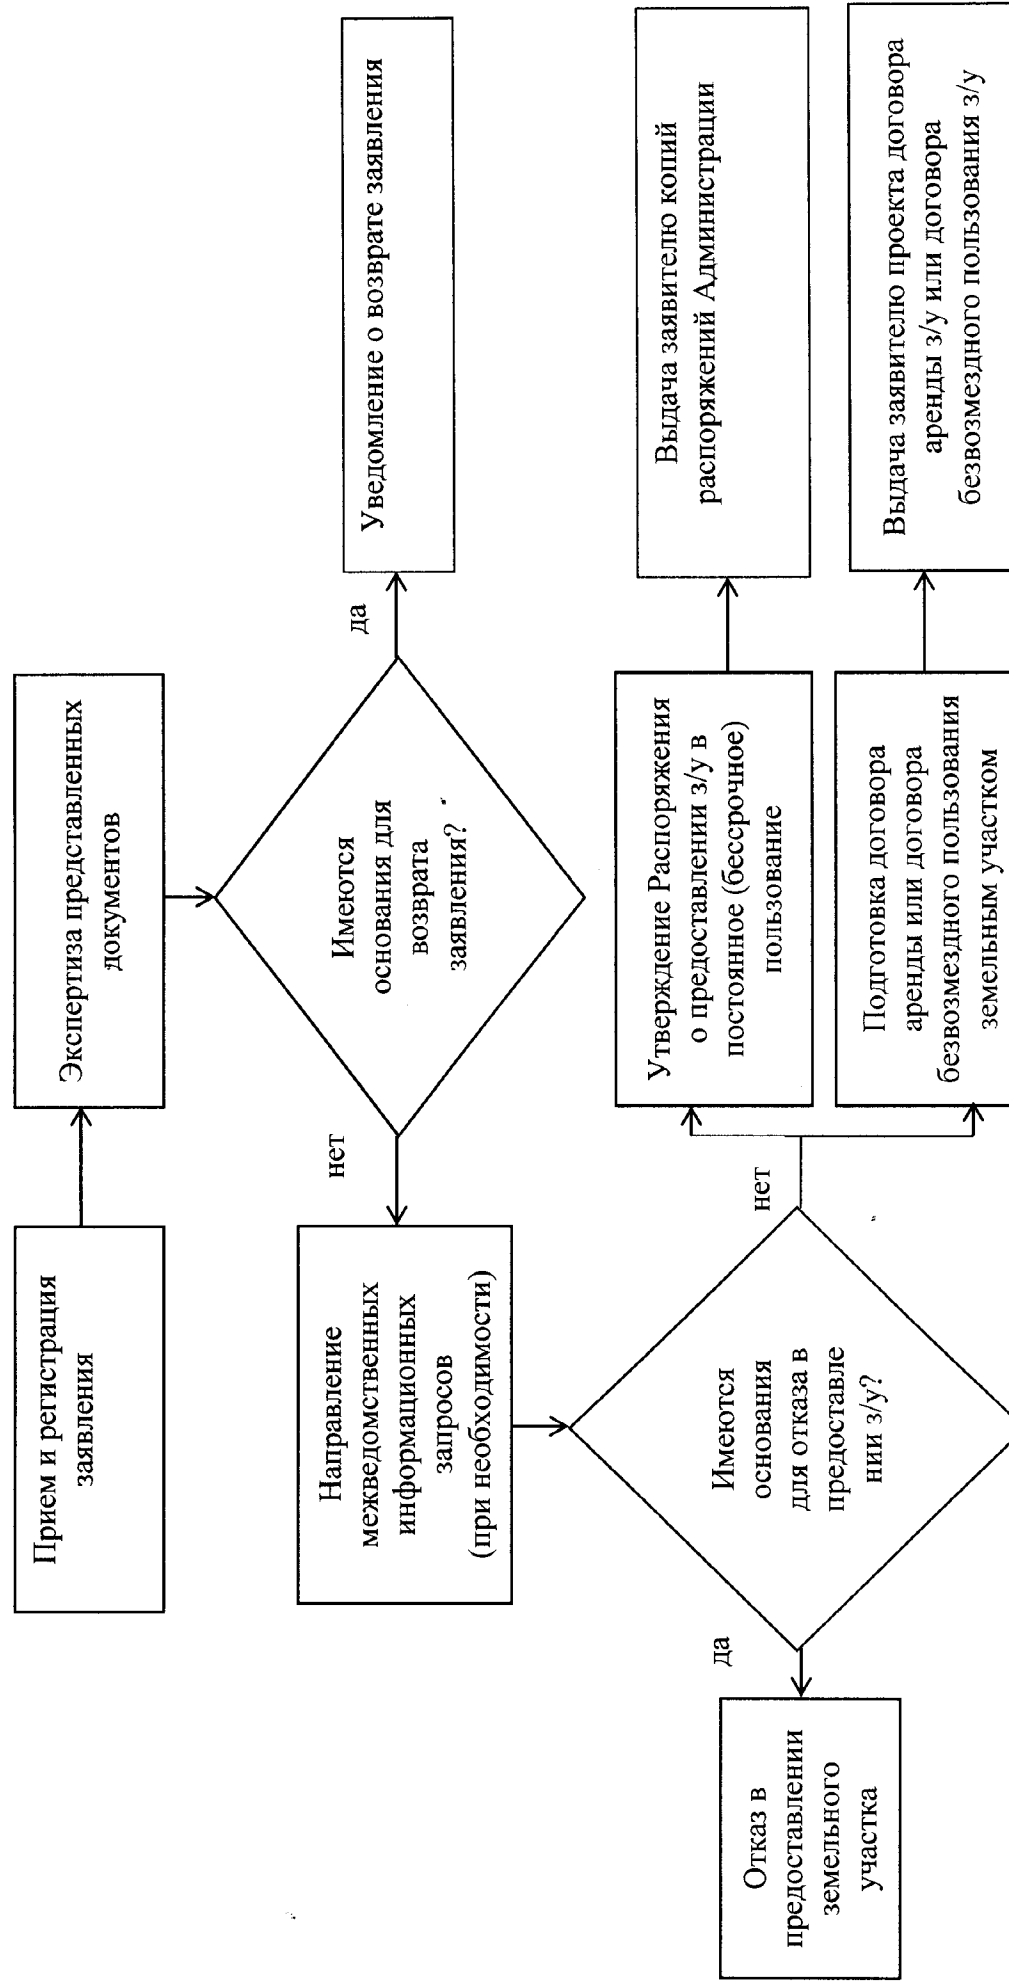 Прием и регистрация
заявления
Экспертиза представленных
документов
Имеются
основания для
возврата
заявления?
да
Уведомление о возврате заявления
нет
Направление
межведомственных
информационных
запросов
(при необходимости)
Имеются
основания
для отказа в
предоставле
нии з/у?
да
Отказ в
предоставлении
земельного
участка
нет
Утверждение Распоряжения
о предоставлении з/у в
постоянное (бессрочное)
пользование
Выдача заявителю копий
распоряжений Администрации
Подготовка договора
аренды или договора
безвозмездного пользования
земельным участком
Выдача заявителю проекта договора
аренды з/у или договора
безвозмездного пользования з/у